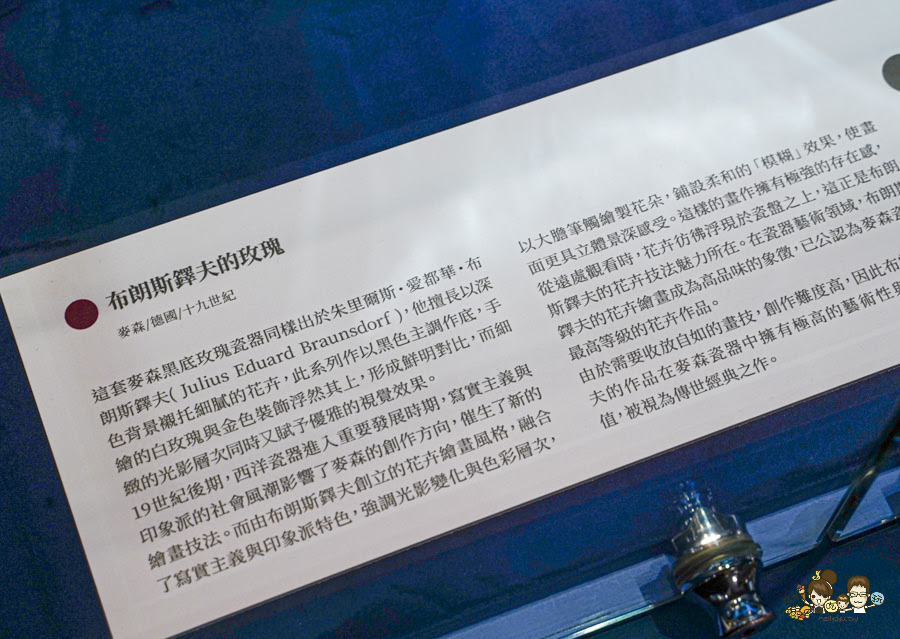 布朗斯鐸夫的玫瑰
麥森/德國/十九世紀
這套麥森黑底玫瑰瓷器同樣出於朱里爾斯・愛都華・布
朗斯鐸夫( Julius Eduard Braunsdorf )，他擅長以深
色背景襯托細膩的花卉，此系列作以黑色主調作底，手
繪的白玫瑰與金色裝飾浮然其上，形成鮮明對比，而細
緻的光影層次同時又賦予優雅的視覺效果。
19世紀後期，西洋瓷器進入重要發展時期，寫實主義與
印象派的社會風潮影響了麥森的創作方向，催生了新的
繪畫技法。而由布朗斯鐸夫創立的花卉繪畫風格，融合
了寫實主義與印象派特色，強調光影變化與色彩層次，
以大膽筆觸繪製花朵，鋪設柔和的「模糊」效果，使畫
面更具立體景深感受。這樣的畫作擁有極強的存在感，
從遠處觀看時，花卉彷彿浮現於瓷盤之上，這正是布朗
斯鐸夫的花卉技法魅力所在。在瓷器藝術領域，布朗斯
鐸夫的花卉繪畫成為高品味的象徵，已公認為麥森瓷
最高等級的花卉作品。
由於需要收放自如的畫技，創作難度高，因此布
夫的作品在麥森瓷器中擁有極高的藝術性與
值，被視為傳世經典之作。